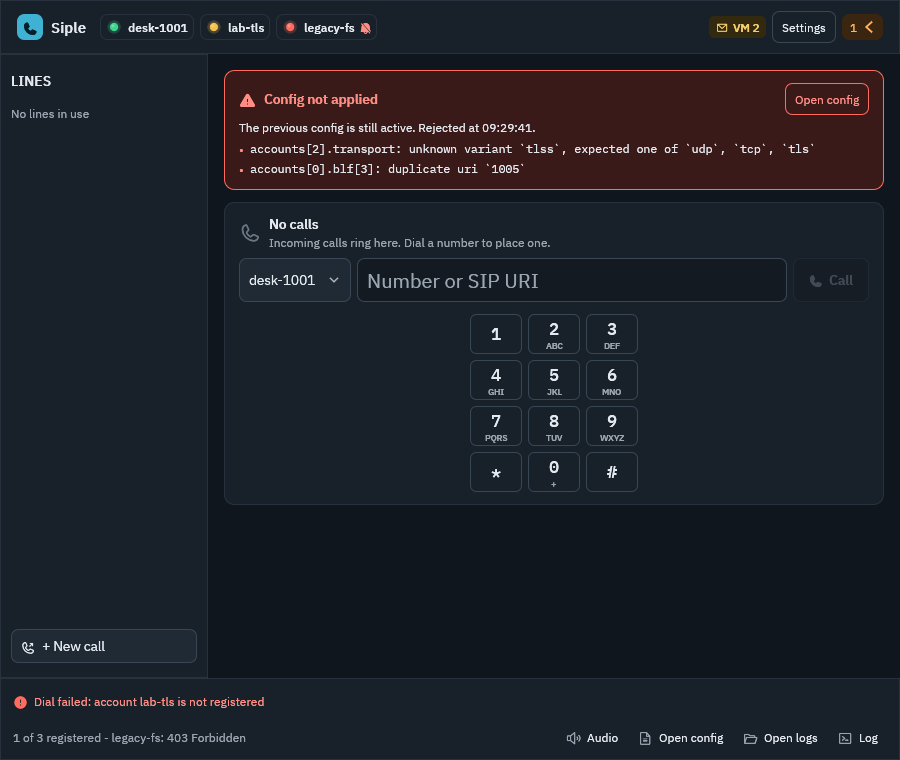 Siple
desk-1001
lab-tls
legacy-fs
VM 2
Settings
1
LINES
No lines in use
Config not applied
Open config
The previous config is still active. Rejected at 09:29:41.
• accounts[2].transport: unknown variant `tlss`, expected one of `udp`, `tcp`, `tls`
• accounts[0].blf[3]: duplicate uri `1005`
No calls
Incoming calls ring here. Dial a number to place one.
desk-1001
Number or SIP URI
Call
1
2
ABC
3
DEF
4
GHI
5
JKL
6
MNO
7
PQRS
8
TUV
9
WXYZ
*
0
+
#
+ New call
Dial failed: account lab-tls is not registered
1 of 3 registered - legacy-fs: 403 Forbidden
Audio
Open config
Open logs
Log